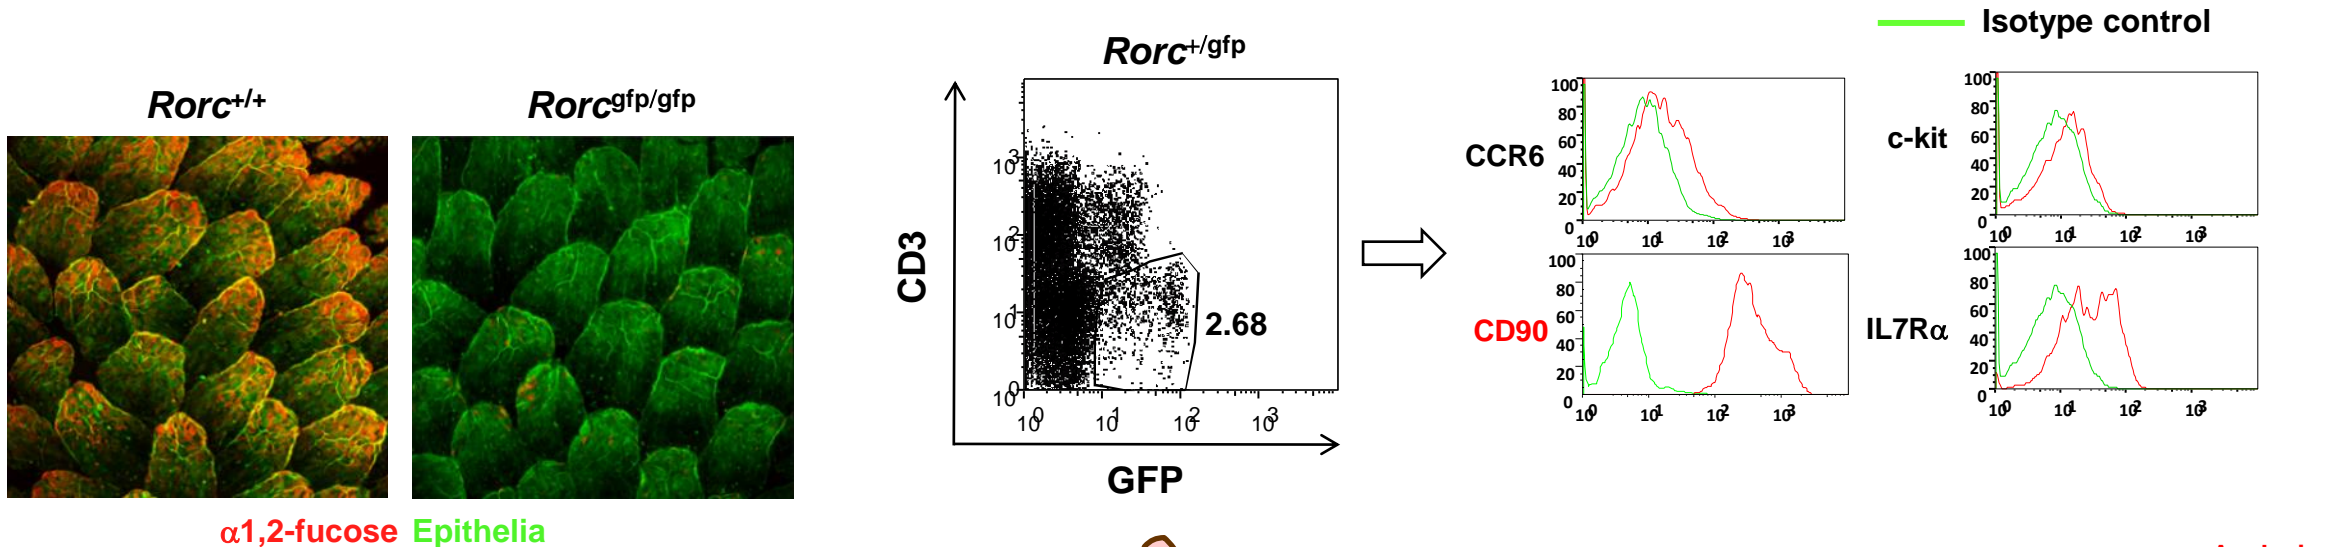 Isotype control
Rorc+/+
Rorcgfp/gfp
α1,2-fucose Epithelia
Rorc+/gfp
CD3
10³
10²
10¹
10⁰
2.68
10⁰ 10¹ 10² 10³
GFP
CCR6
100
80
60
40
20
0
10⁰ 10¹ 10² 10³
c-kit
100
80
60
40
20
0
10⁰ 10¹ 10² 10³
CD90
100
80
60
40
20
0
10⁰ 10¹ 10² 10³
IL7Rα
100
80
60
40
20
0
10⁰ 10¹ 10² 10³